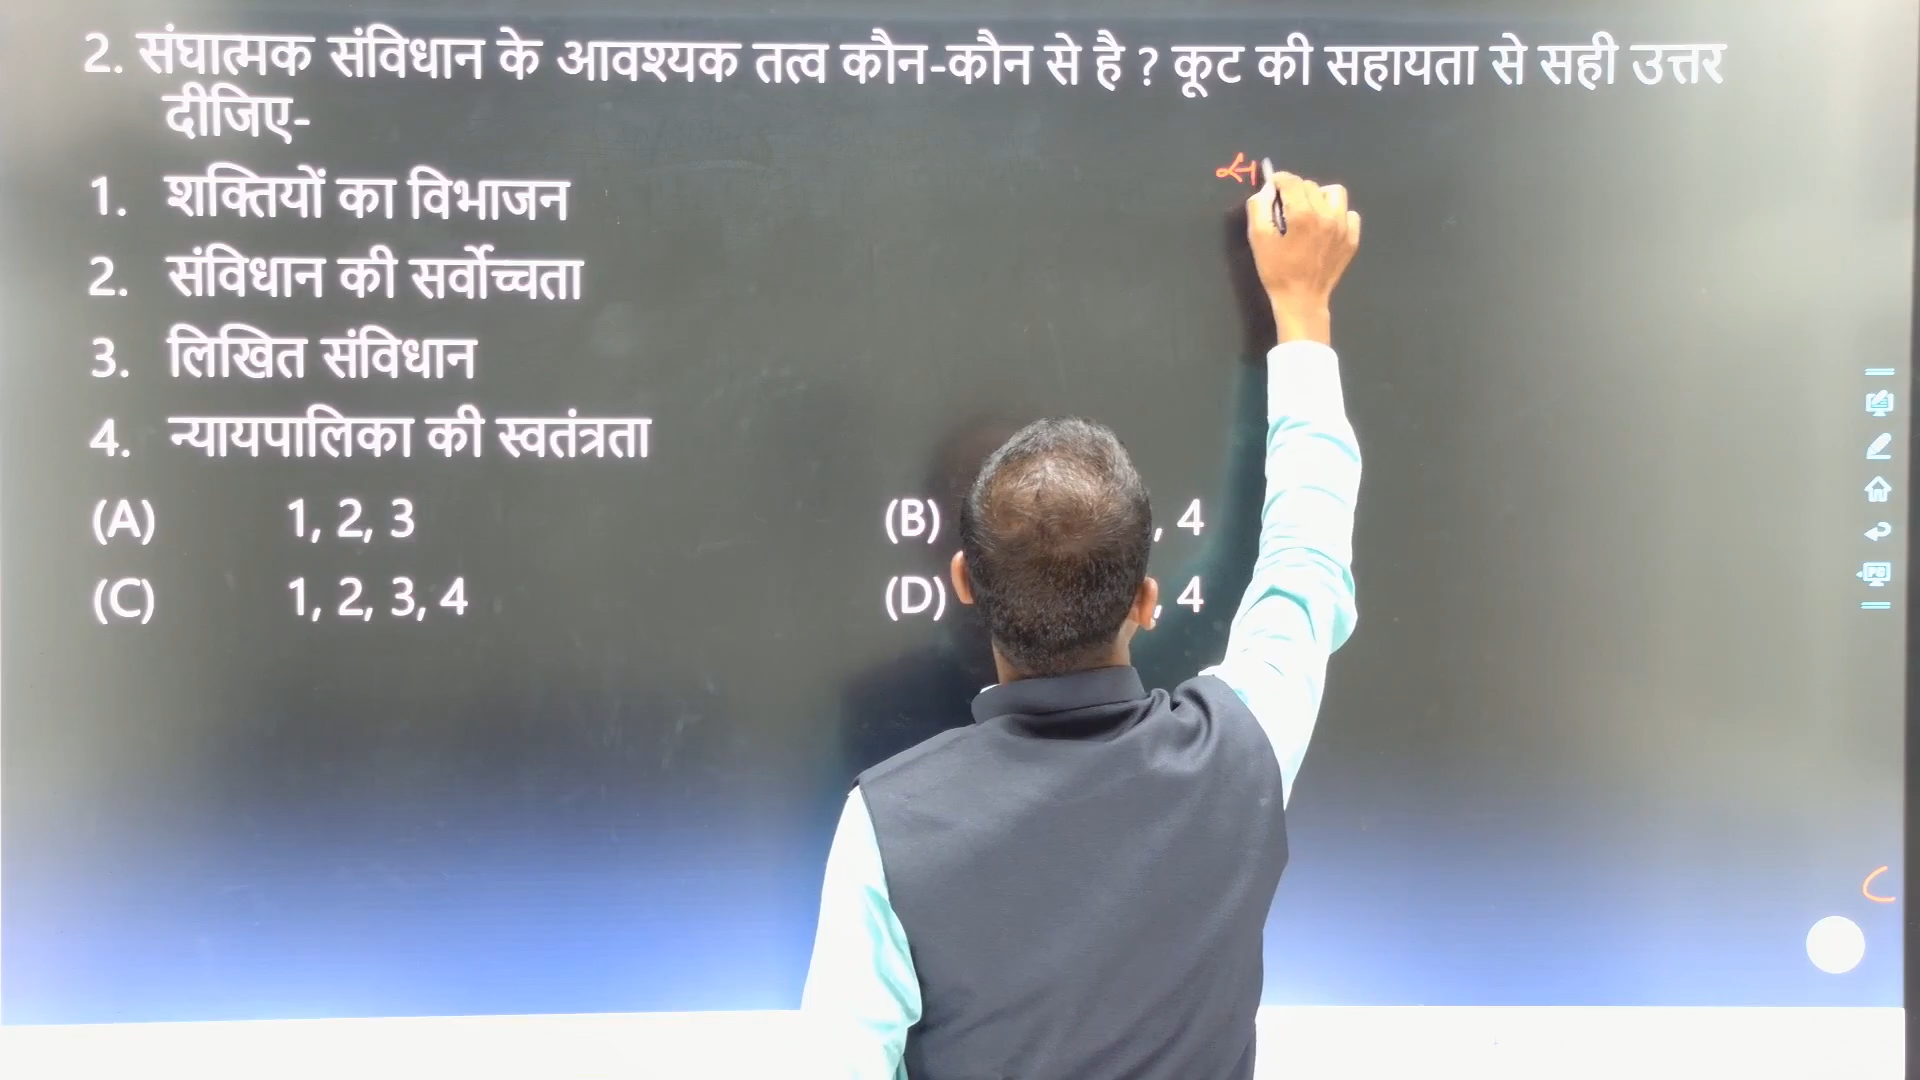 2. संघात्मक संविधान के आवश्यक तत्व कौन-कौन से है ? कूट की सहायता से सही उत्तर
दीजिए-
1. शक्तियों का विभाजन
2. संविधान की सर्वोच्चता
3. लिखित संविधान
4. न्यायपालिका की स्वतंत्रता
(A) 1, 2, 3
(B) , 4
(C) 1, 2, 3, 4
(D) , 4